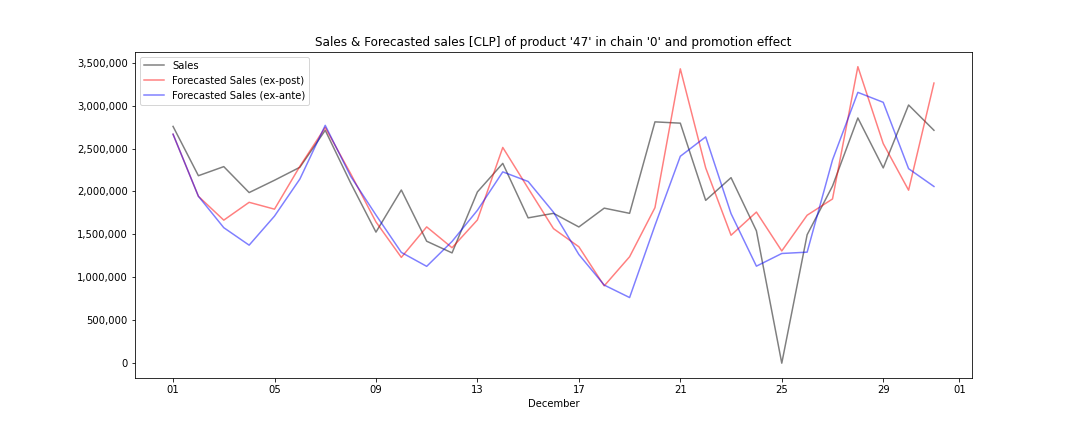 Sales & Forecasted sales [CLP] of product '47' in chain '0' and promotion effect
Sales
Forecasted Sales (ex-post)
Forecasted Sales (ex-ante)
3,500,000
3,000,000
2,500,000
2,000,000
1,500,000
1,000,000
500,000
0
01 05 09 13 17 21 25 29 01
December